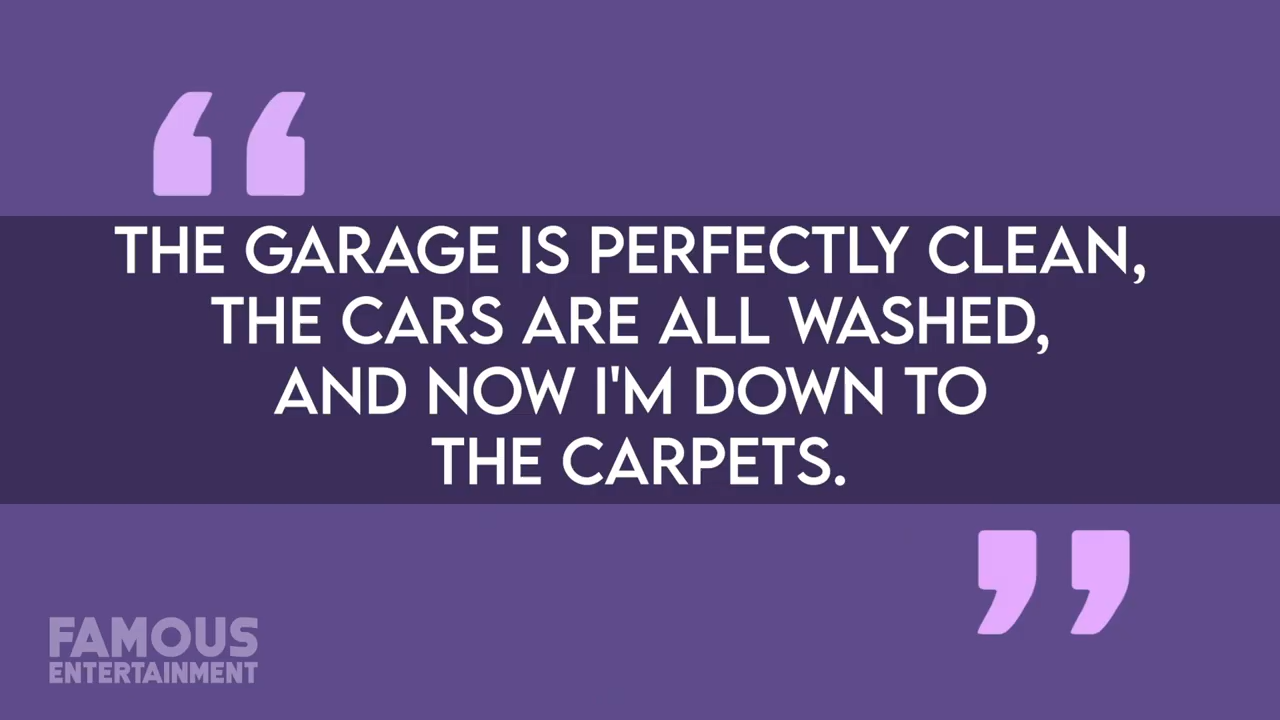 “
THE GARAGE IS PERFECTLY CLEAN,
THE CARS ARE ALL WASHED,
AND NOW I'M DOWN TO
THE CARPETS.
”
FAMOUS
ENTERTAINMENT